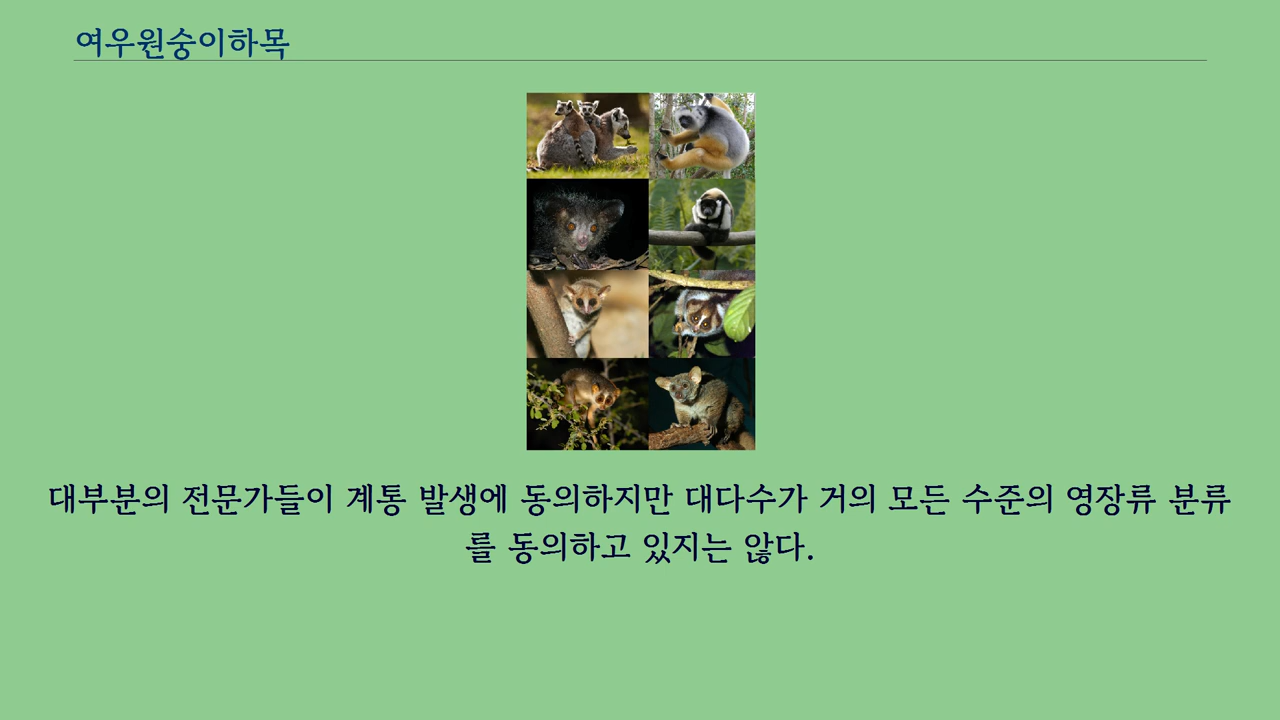 여우원숭이하목
대부분의 전문가들이 계통 발생에 동의하지만 대다수가 거의 모든 수준의 영장류 분류
를 동의하고 있지는 않다.